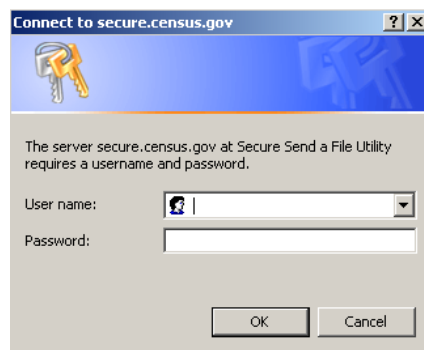 Connect to secure.census.gov
The server secure.census.gov at Secure Send a File Utility
requires a username and password.
User name:
Password:
OK
Cancel